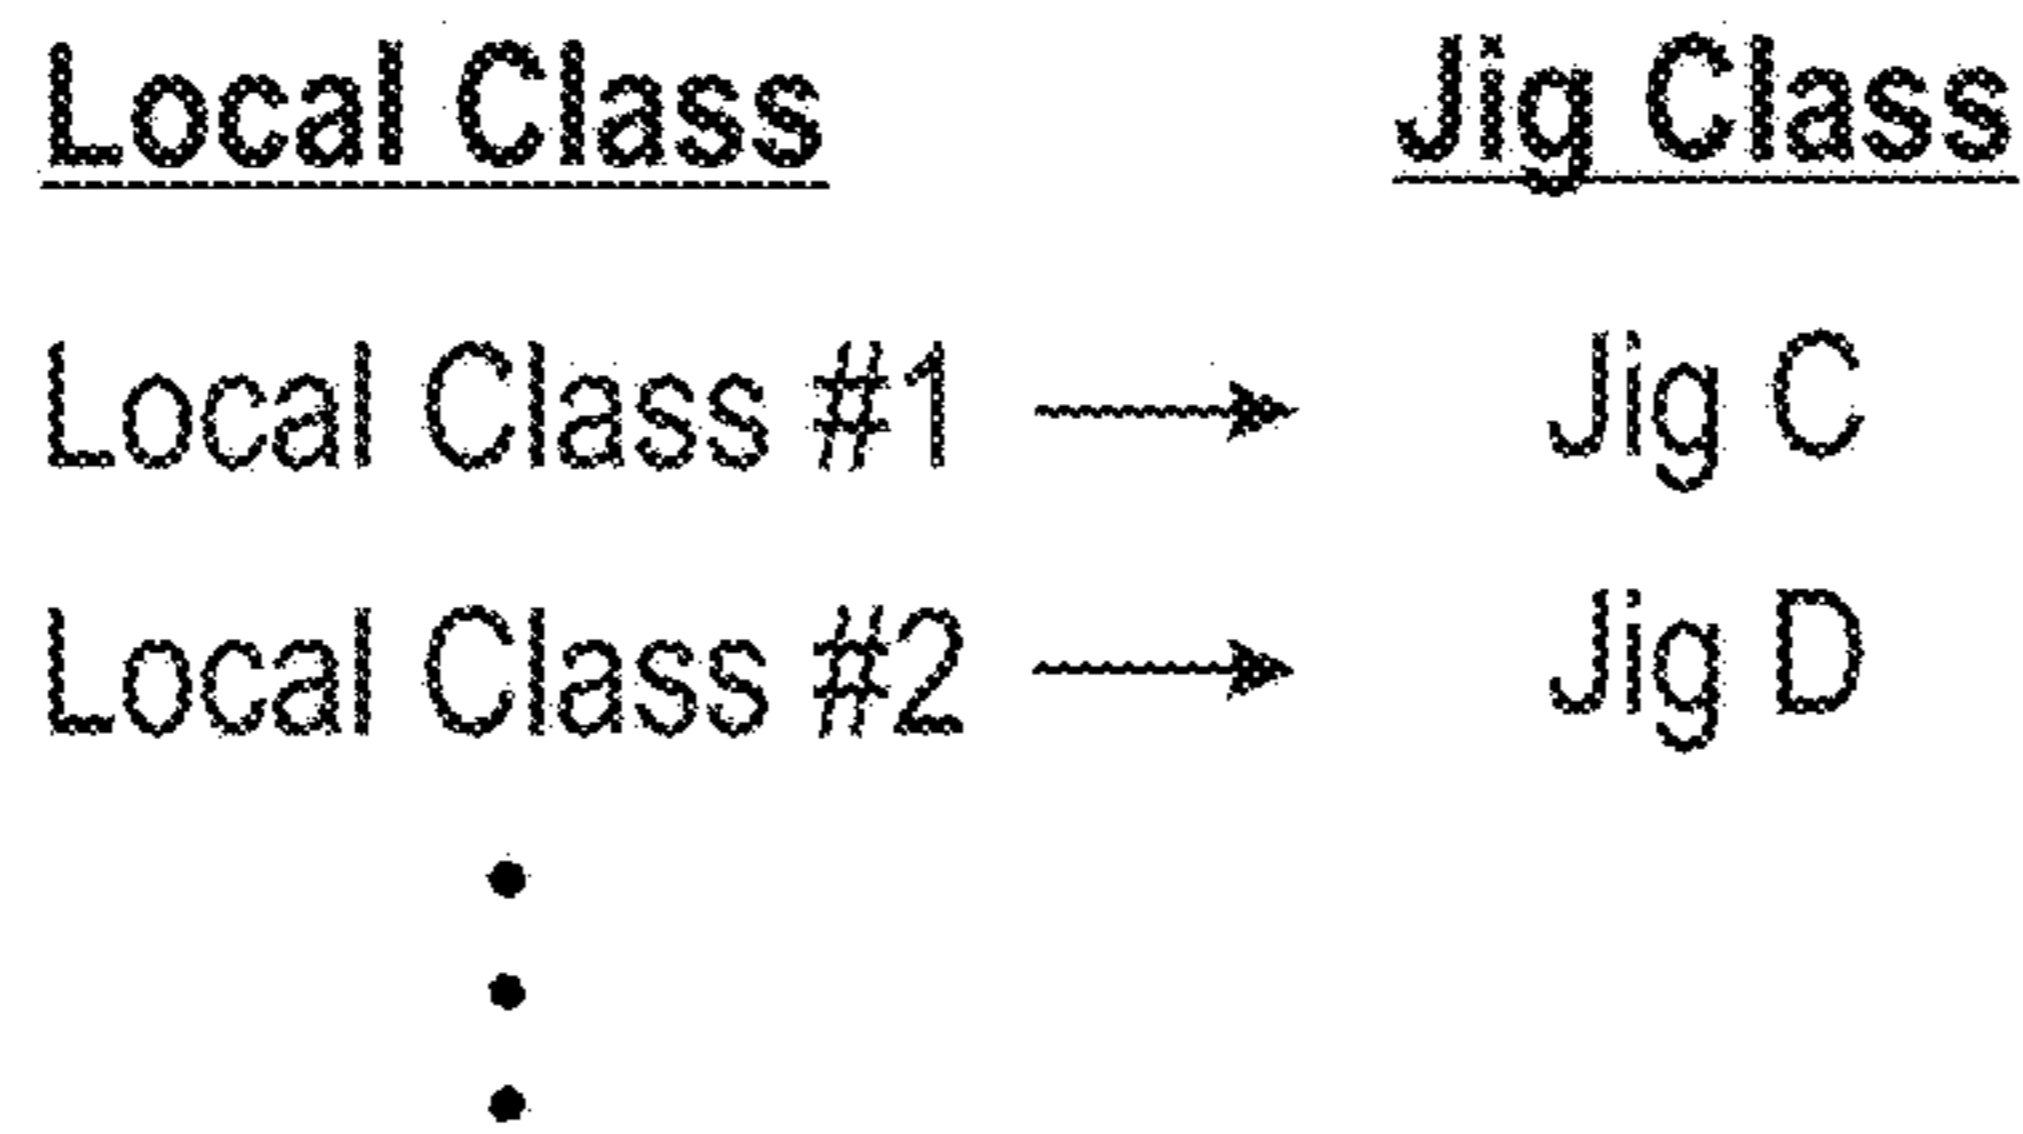 Local Class Jig Class
Local Class #1 → Jig C
Local Class #2 → Jig D